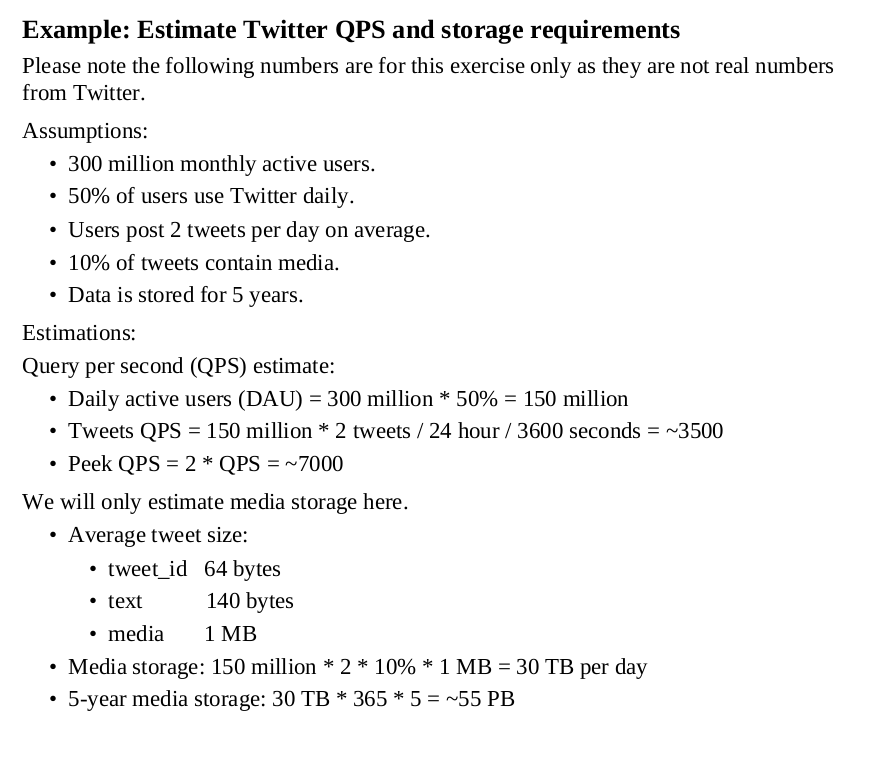 Example: Estimate Twitter QPS and storage requirements
Please note the following numbers are for this exercise only as they are not real numbers
from Twitter.
Assumptions:
• 300 million monthly active users.
• 50% of users use Twitter daily.
• Users post 2 tweets per day on average.
• 10% of tweets contain media.
• Data is stored for 5 years.
Estimations:
Query per second (QPS) estimate:
• Daily active users (DAU) = 300 million * 50% = 150 million
• Tweets QPS = 150 million * 2 tweets / 24 hour / 3600 seconds = ~3500
• Peek QPS = 2 * QPS = ~7000
We will only estimate media storage here.
• Average tweet size:
• tweet_id 64 bytes
• text 140 bytes
• media 1 MB
• Media storage: 150 million * 2 * 10% * 1 MB = 30 TB per day
• 5-year media storage: 30 TB * 365 * 5 = ~55 PB